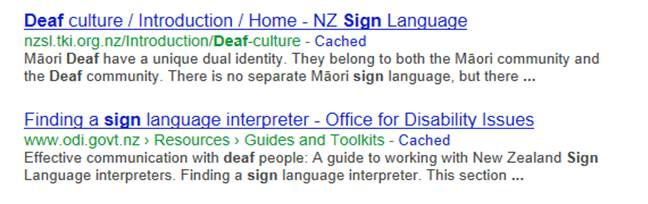 Deaf culture / Introduction / Home - NZ Sign Language
nzsl.tki.org.nz/Introduction/Deaf-culture - Cached
Māori Deaf have a unique dual identity. They belong to both the Māori community and
the Deaf community. There is no separate Māori sign language, but there ...
Finding a sign language interpreter - Office for Disability Issues
www.odi.govt.nz › Resources › Guides and Toolkits - Cached
Effective communication with deaf people: A guide to working with New Zealand Sign
Language interpreters. Finding a sign language interpreter. This section ...